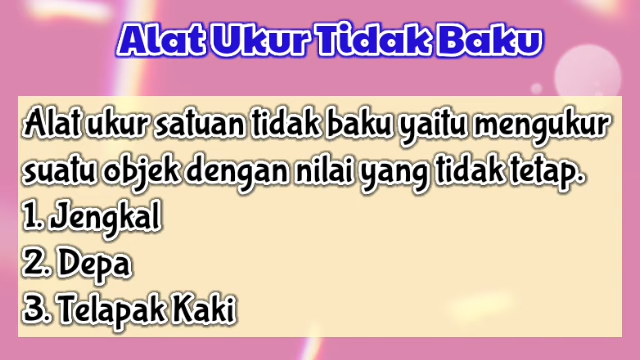 Alat Ukur Tidak Baku
Alat ukur satuan tidak baku yaitu mengukur
suatu objek dengan nilai yang tidak tetap.
1. Jengkal
2. Depa
3. Telapak Kaki